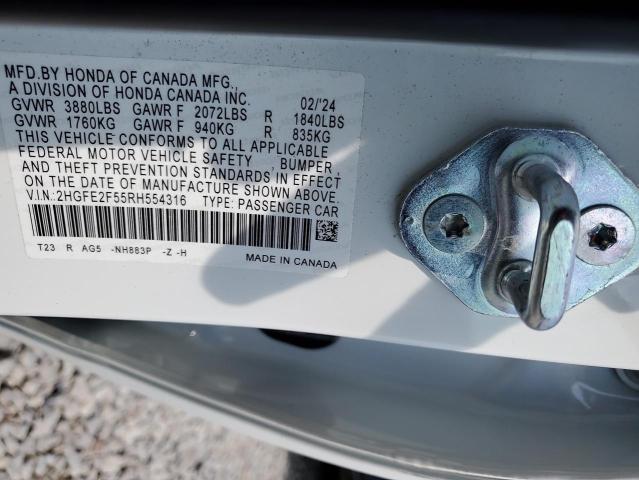 MFD.BY HONDA OF CANADA MFG.,
A DIVISION OF HONDA CANADA INC. 02/'24
GVWR 3880LBS GAWR F 2072LBS R 1840LBS
GVWR 1760KG GAWR F 940KG R 835KG
THIS VEHICLE CONFORMS TO ALL APPLICABLE
FEDERAL MOTOR VEHICLE SAFETY, BUMPER,
AND THEFT PREVENTION STANDARDS IN EFFECT
ON THE DATE OF MANUFACTURE SHOWN ABOVE.
V.I.N.:2HGFE2F55RH554316 TYPE: PASSENGER CAR
T23 R AG5 -NH883P -Z -H MADE IN CANADA